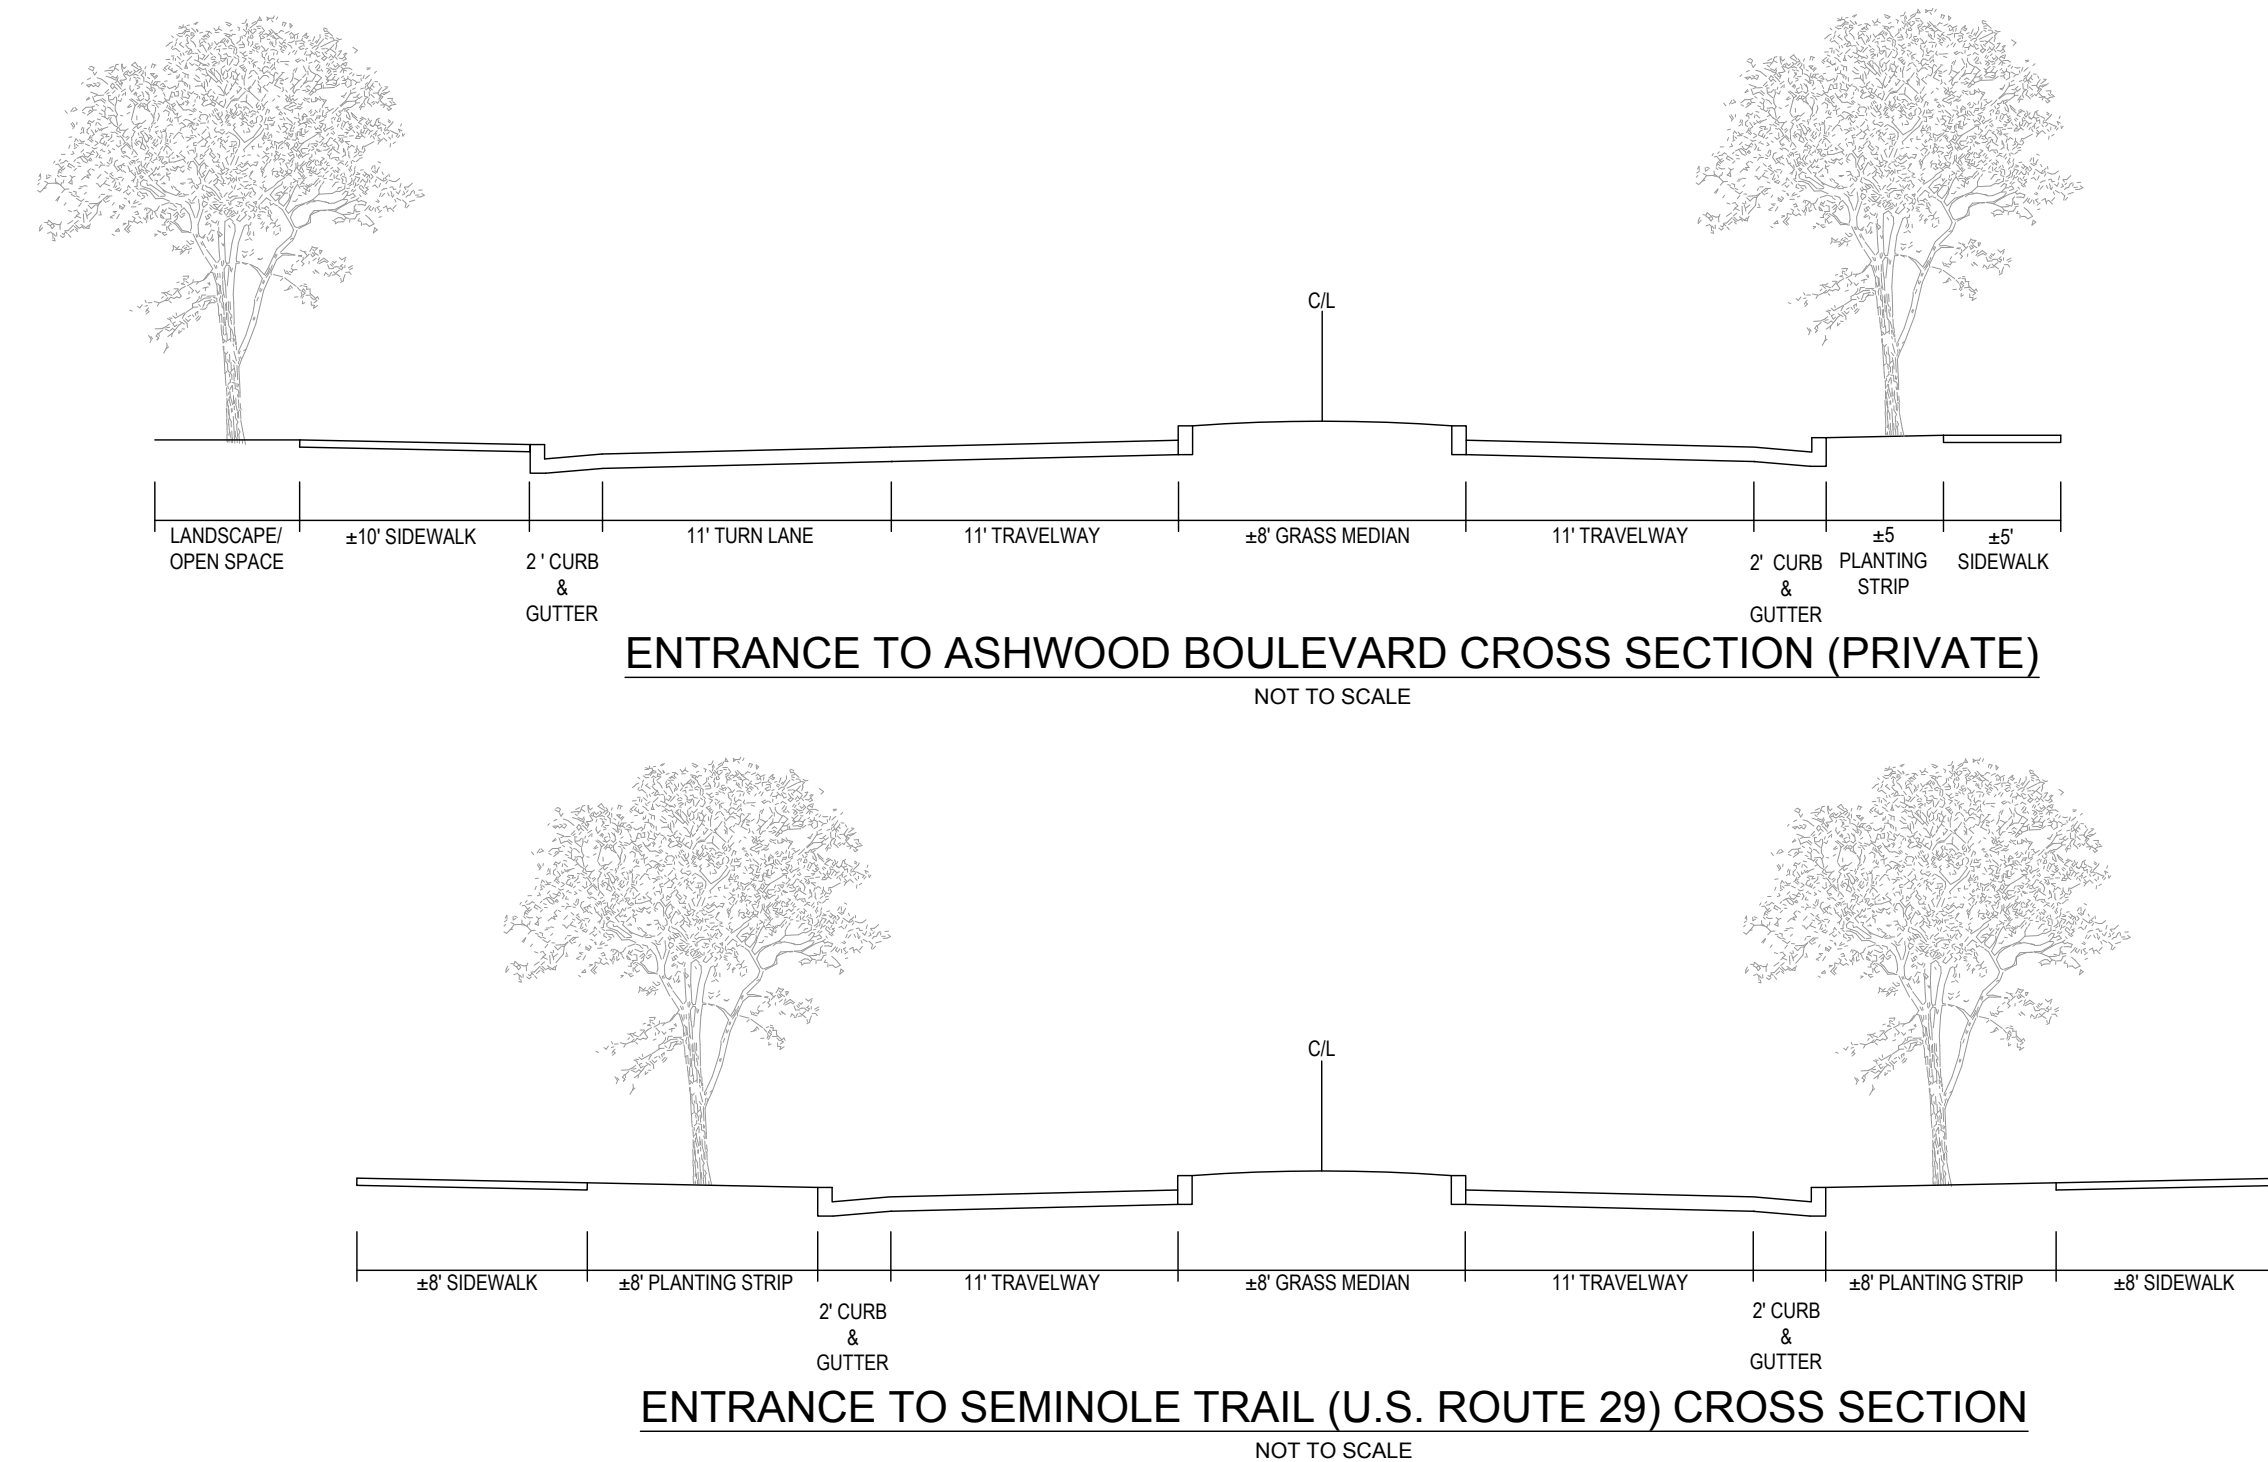 C/L
LANDSCAPE/
OPEN SPACE
±10' SIDEWALK
2 ' CURB
&
GUTTER
11' TURN LANE
11' TRAVELWAY
±8' GRASS MEDIAN
11' TRAVELWAY
2' CURB
&
GUTTER
±5
PLANTING
STRIP
±5'
SIDEWALK
ENTRANCE TO ASHWOOD BOULEVARD CROSS SECTION (PRIVATE)
NOT TO SCALE
C/L
±8' SIDEWALK
±8' PLANTING STRIP
2' CURB
&
GUTTER
11' TRAVELWAY
±8' GRASS MEDIAN
11' TRAVELWAY
2' CURB
&
GUTTER
±8' PLANTING STRIP
±8' SIDEWALK
ENTRANCE TO SEMINOLE TRAIL (U.S. ROUTE 29) CROSS SECTION
NOT TO SCALE